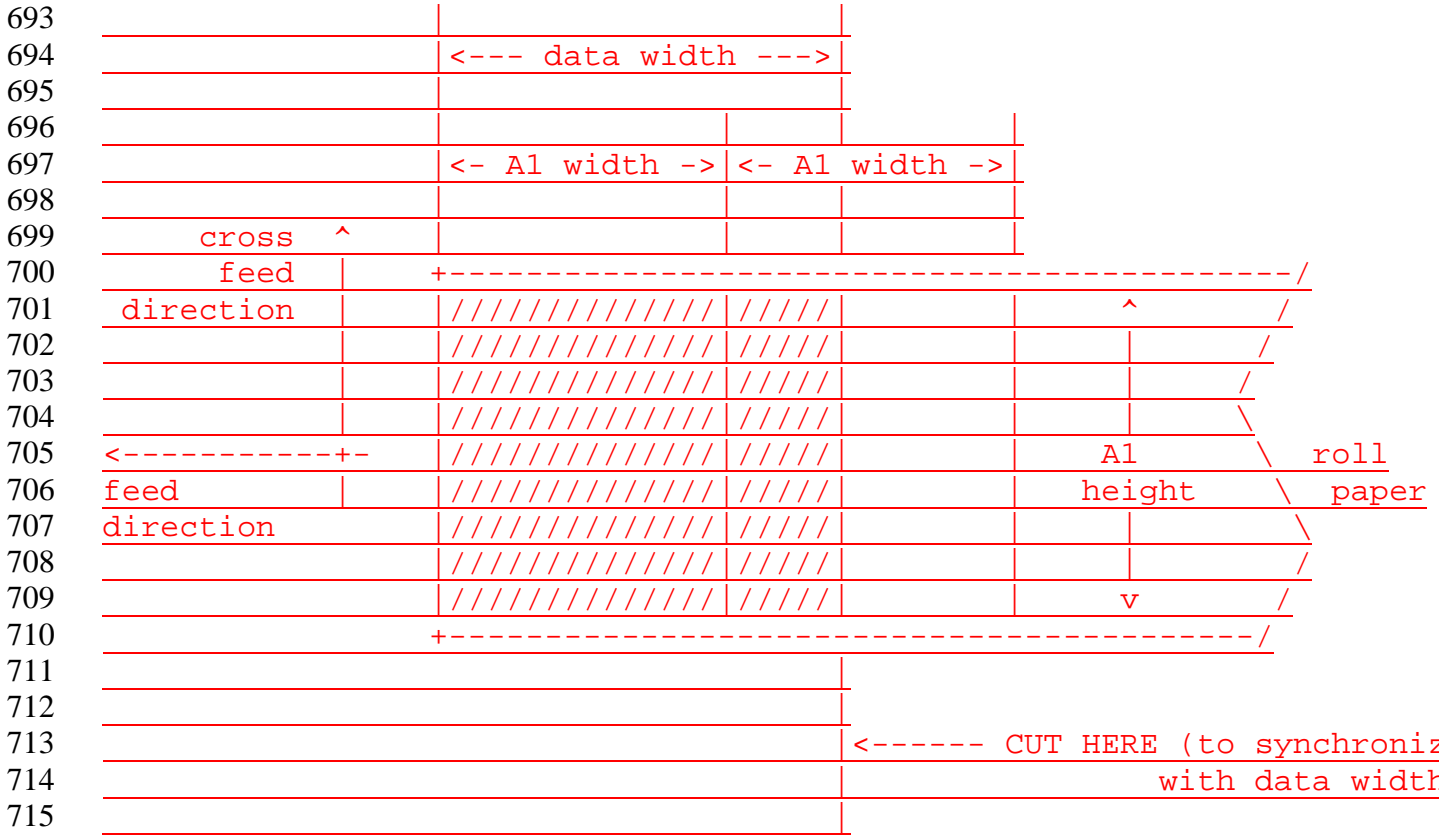 693                  |                    |
694                  |<--- data width --->|
695                  |                    |
696                  |              |     |        |
697                  |<- A1 width ->|<- A1 width ->|
698                  |              |     |        |
699     cross  ^     |              |     |        |
700      feed  |     +--------------------------------------------/
701 direction  |     |//////////////|/////|         |     ^       /
702            |     |//////////////|/////|         |     |      /
703            |     |//////////////|/////|         |     |     /
704            |     |//////////////|/////|         |     |     \
705 <------------+-  |//////////////|/////|         |    A1      \  roll
706 feed       |     |//////////////|/////|         |   height    \  paper
707 direction        |//////////////|/////|         |     |        \
708                  |//////////////|/////|         |     |        /
709                  |//////////////|/////|         |     v       /
710                  +------------------------------------------/
711                                       |
712                                       |
713                                       |<------ CUT HERE (to synchroniz
714                                       |                with data width
715                                       |